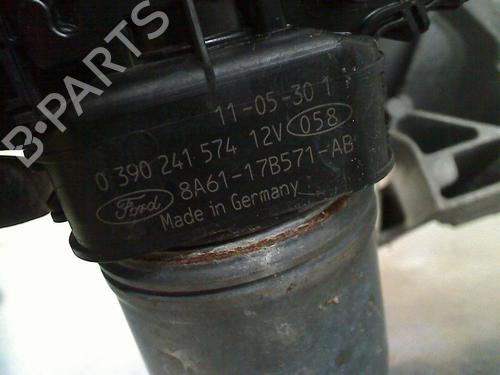 B-PARTS
11-05-30 1
0 390 241 574 12V 058
Ford 8A61-17B571-AB
Made in Germany